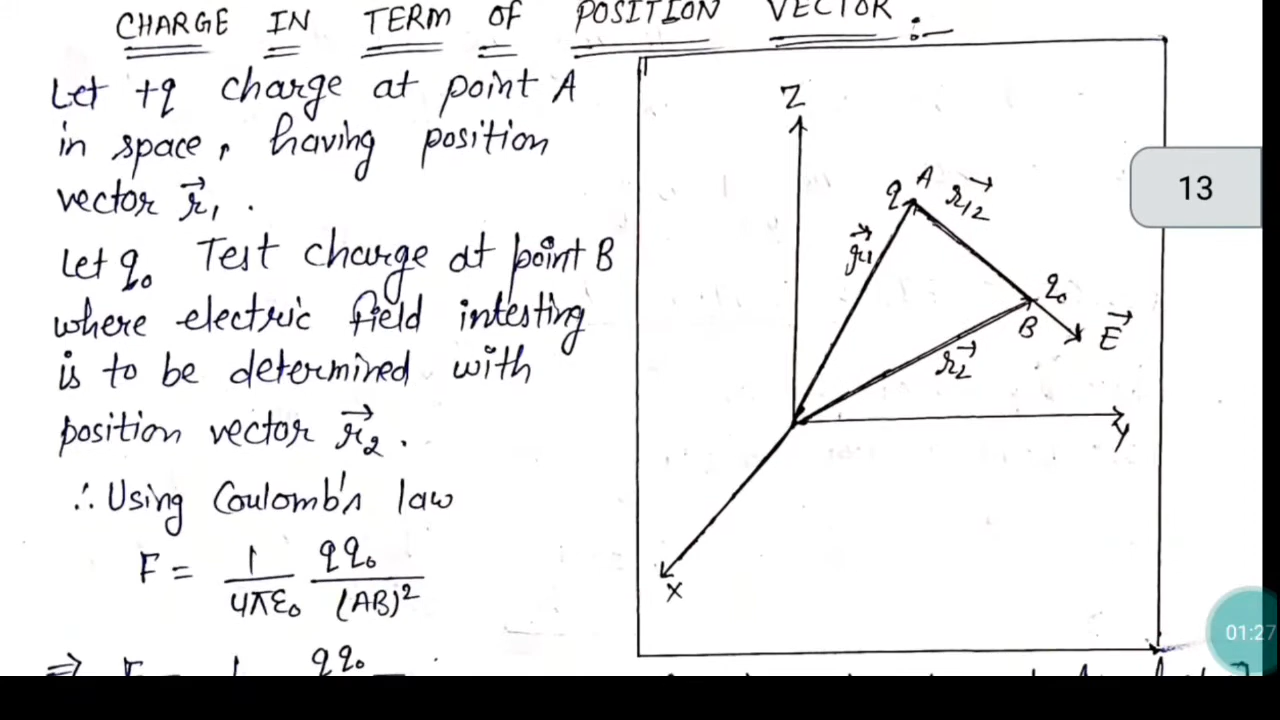 CHARGE IN TERM OF POSITION VECTOR :-
Let +q charge at point A
in space, having position
vector r⃗₁ .
Let q₀ Test charge at point B
where electric field intesting
is to be determined with
position vector r⃗₂ .
∴ Using Coulomb's law
F = 1/4πε₀ qq₀/(AB)²
qq₀
Z
A
q
r⃗₁₂
r⃗₁
q₀
B
E⃗
r⃗₂
Y
X
13
01:27